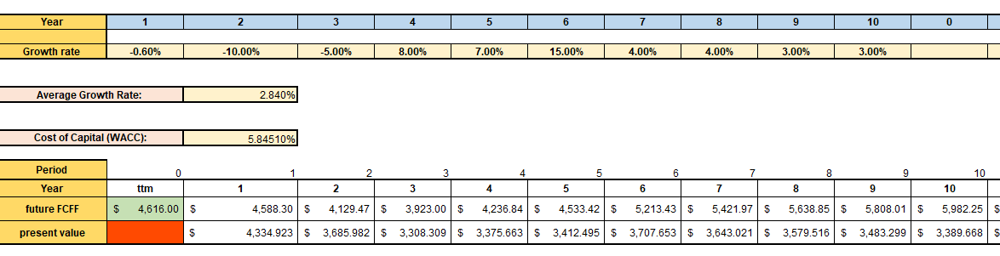 Year 1 2 3 4 5 6 7 8 9 10 0
Growth rate -0.60% -10.00% -5.00% 8.00% 7.00% 15.00% 4.00% 4.00% 3.00% 3.00%
Average Growth Rate: 2.840%
Cost of Capital (WACC): 5.84510%
Period 0 1 2 3 4 5 6 7 8 9 10
Year ttm 1 2 3 4 5 6 7 8 9 10
future FCFF $ 4,616.00 $ 4,588.30 $ 4,129.47 $ 3,923.00 $ 4,236.84 $ 4,533.42 $ 5,213.43 $ 5,421.97 $ 5,638.85 $ 5,808.01 $ 5,982.25 $
present value $ 4,334.923 $ 3,685.982 $ 3,308.309 $ 3,375.663 $ 3,412.495 $ 3,707.653 $ 3,643.021 $ 3,579.516 $ 3,483.299 $ 3,389.668 $